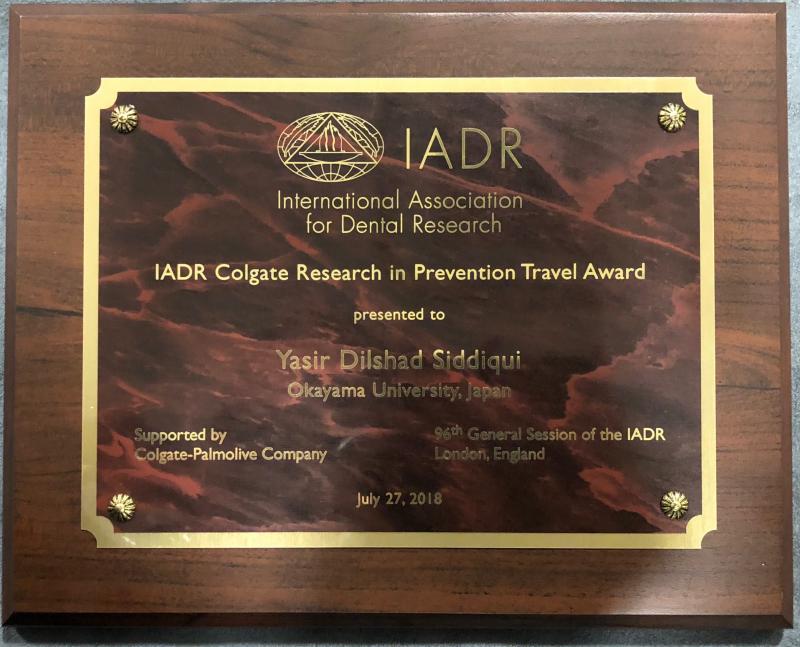 IADR
International Association
for Dental Research
IADR Colgate Research in Prevention Travel Award
presented to
Yasir Dilshad Siddiqui
Okayama University, Japan
Supported by
Colgate-Palmolive Company
96th General Session of the IADR
London, England
July 27, 2018